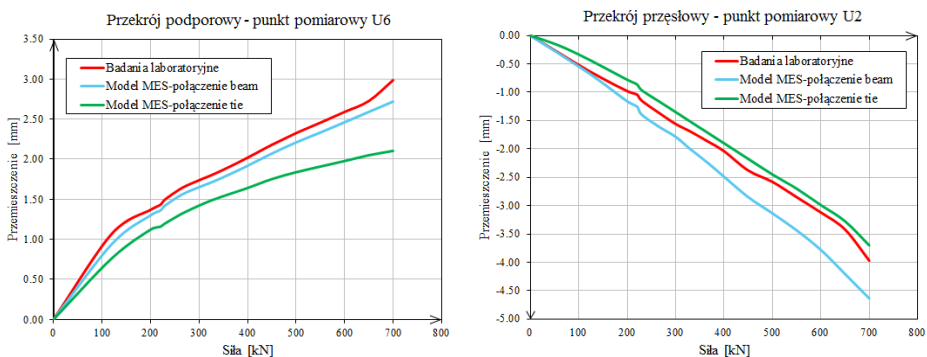 Przekrój podporowy - punkt pomiarowy U6
3.50
3.00
2.50
2.00
1.50
1.00
0.50
0.00
Przemieszczenie [mm]
Badania laboratoryjne
Model MES-połączenie beam
Model MES-połączenie tie
0 100 200 300 400 500 600 700 800
Siła [kN]
Przekrój przęsłowy - punkt pomiarowy U2
0.00
-0.50
-1.00
-1.50
-2.00
-2.50
-3.00
-3.50
-4.00
-4.50
-5.00
Przemieszczenie [mm]
Badania laboratoryjne
Model MES-połączenie beam
Model MES-połączenie tie
0 100 200 300 400 500 600 700 800
Siła [kN]